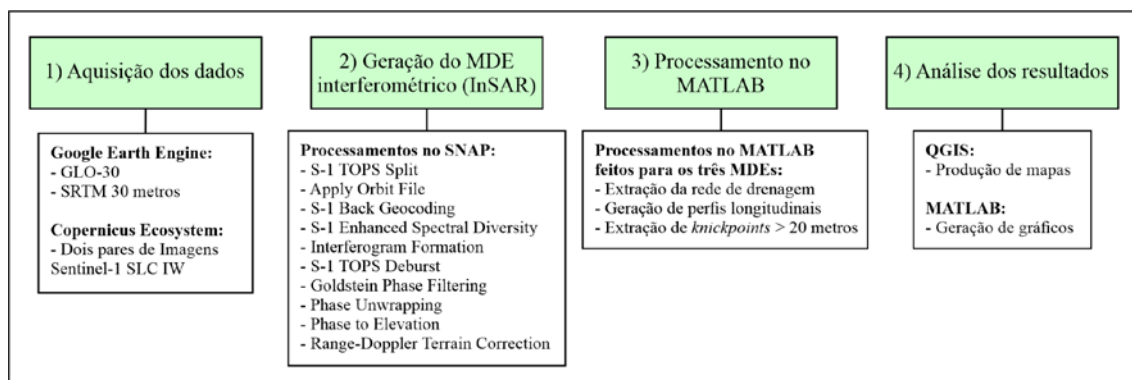 1) Aquisição dos dados
Google Earth Engine:
- GLO-30
- SRTM 30 metros
Copernicus Ecosystem:
- Dois pares de Imagens
Sentinel-1 SLC IW
2) Geração do MDE
interferométrico (InSAR)
Processamentos no SNAP:
- S-1 TOPS Split
- Apply Orbit File
- S-1 Back Geocoding
- S-1 Enhanced Spectral Diversity
- Interferogram Formation
- S-1 TOPS Deburst
- Goldstein Phase Filtering
- Phase Unwrapping
- Phase to Elevation
- Range-Doppler Terrain Correction
3) Processamento no
MATLAB
Processamentos no MATLAB
feitos para os três MDEs:
- Extração da rede de drenagem
- Geração de perfis longitudinais
- Extração de knickpoints > 20 metros
4) Análise dos resultados
QGIS:
- Produção de mapas
MATLAB:
- Geração de gráficos